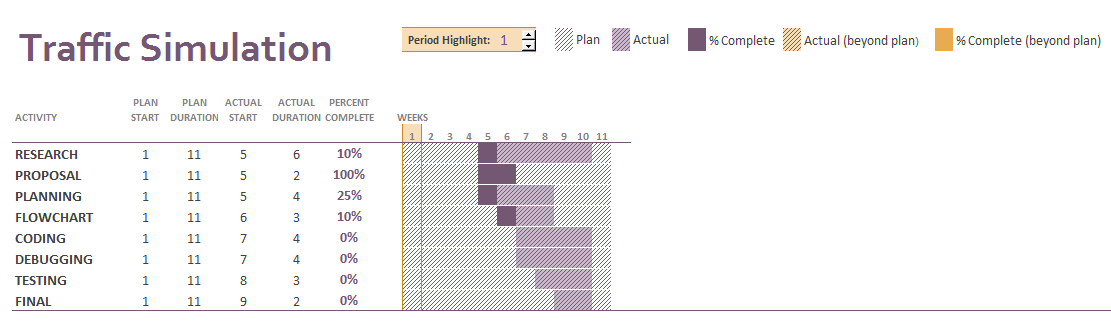 Traffic Simulation
Period Highlight: 1
Plan
Actual
% Complete
Actual (beyond plan)
% Complete (beyond plan)
PLAN PLAN ACTUAL ACTUAL PERCENT
ACTIVITY START DURATION START DURATION COMPLETE WEEKS
1 2 3 4 5 6 7 8 9 10 11
RESEARCH 1 11 5 6 10%
PROPOSAL 1 11 5 2 100%
PLANNING 1 11 5 4 25%
FLOWCHART 1 11 6 3 10%
CODING 1 11 7 4 0%
DEBUGGING 1 11 7 4 0%
TESTING 1 11 8 3 0%
FINAL 1 11 9 2 0%